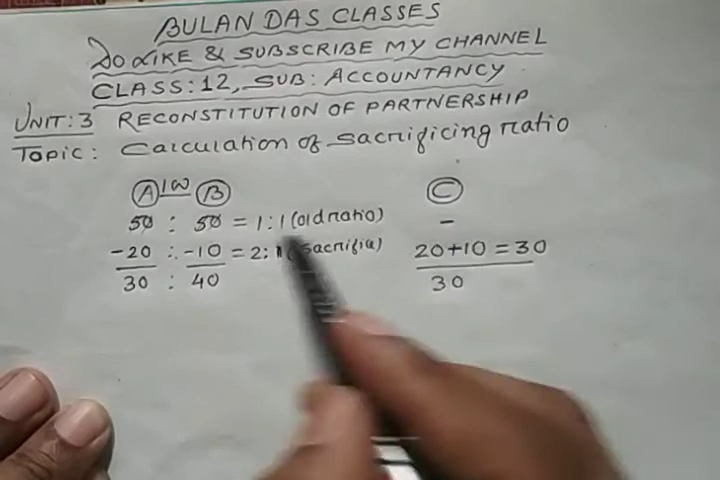 BULAN DAS CLASSES
DO LIKE & SUBSCRIBE MY CHANNEL
CLASS: 12, SUB: ACCOUNTANCY
UNIT: 3 RECONSTITUTION OF PARTNERSHIP
TOPIC: Calculation of Sacrificing ratio
A 100 B C
50 : 50 = 1:1 (old ratio) -
-20 : -10 = 2:1 (Sacrifice) 20+10 = 30
30 : 40 30